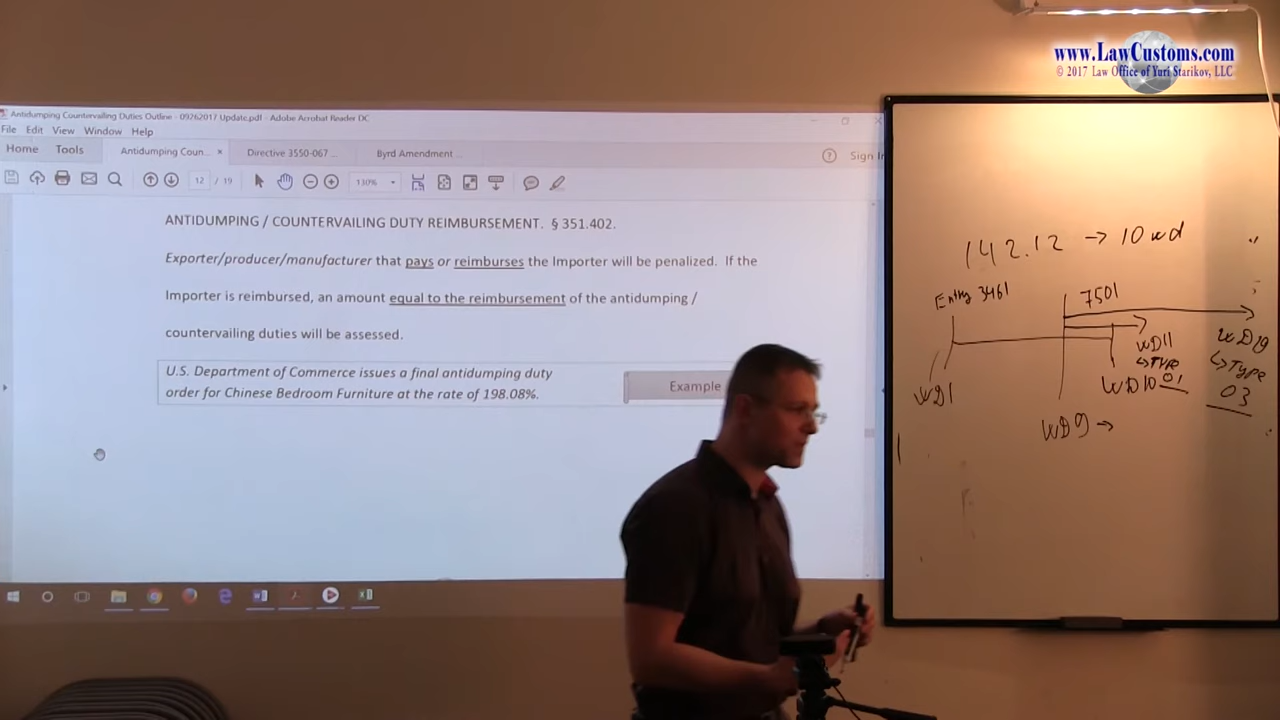 www.LawCustoms.com
© 2017 Law Office of Yuri Starikov, LLC
Antidumping Countervailing Duties Outline - 09262017 Update.pdf - Adobe Acrobat Reader DC
File Edit View Window Help
Home Tools Antidumping Coun... × Directive 3550-067 ... Byrd Amendment ... Sign In
12 / 19 130%
ANTIDUMPING / COUNTERVAILING DUTY REIMBURSEMENT. § 351.402.
Exporter/producer/manufacturer that pays or reimburses the Importer will be penalized. If the
Importer is reimbursed, an amount equal to the reimbursement of the antidumping /
countervailing duties will be assessed.
U.S. Department of Commerce issues a final antidumping duty
order for Chinese Bedroom Furniture at the rate of 198.08%.
Example
142.12 → 10 wd
Entry 3461
7501
WD1
WD9 →
WD10
WD11
↳ Type
01
WD19
↳ Type
03